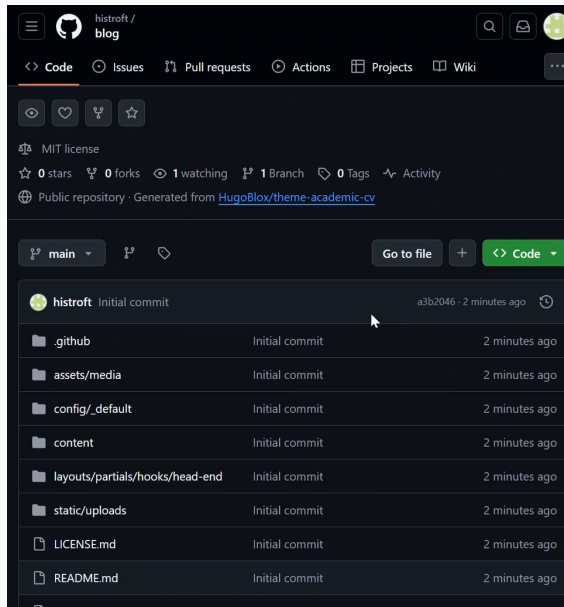 histroft /
blog
Code Issues Pull requests Actions Projects Wiki
MIT license
0 stars 0 forks 1 watching 1 Branch 0 Tags Activity
Public repository · Generated from HugoBlox/theme-academic-cv
main Go to file Code
histroft Initial commit a3b2046 · 2 minutes ago
.github Initial commit 2 minutes ago
assets/media Initial commit 2 minutes ago
config/_default Initial commit 2 minutes ago
content Initial commit 2 minutes ago
layouts/partials/hooks/head-end Initial commit 2 minutes ago
static/uploads Initial commit 2 minutes ago
LICENSE.md Initial commit 2 minutes ago
README.md Initial commit 2 minutes ago